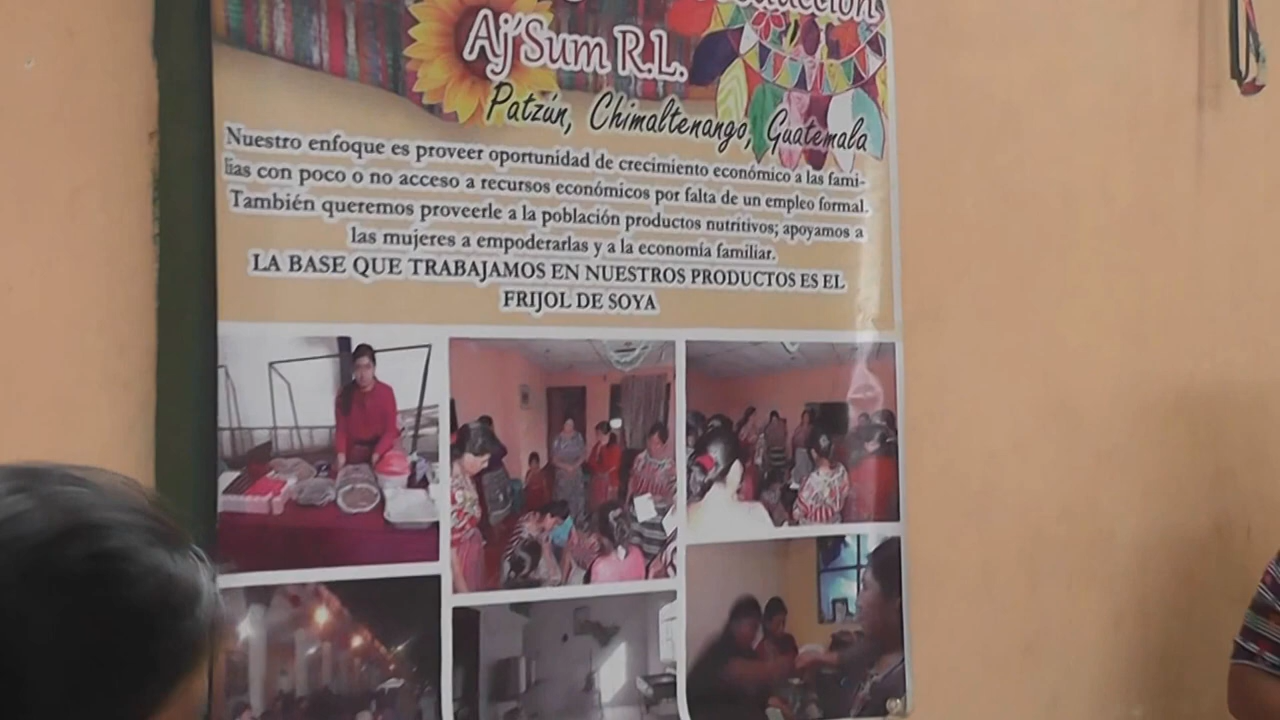 Aj'Sum R.L.
Patzún, Chimaltenango, Guatemala
Nuestro enfoque es proveer oportunidad de crecimiento económico a las fami-
lias con poco o no acceso a recursos económicos por falta de un empleo formal.
También queremos proveerle a la población productos nutritivos; apoyamos a
las mujeres a empoderarlas y a la economía familiar.
LA BASE QUE TRABAJAMOS EN NUESTROS PRODUCTOS ES EL
FRIJOL DE SOYA